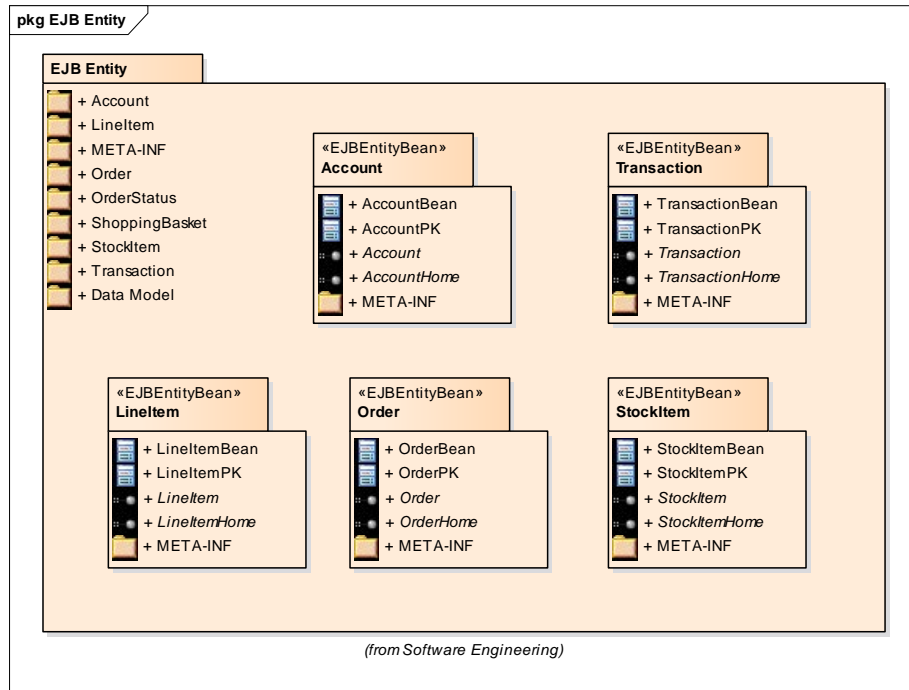 pkg EJB Entity
EJB Entity
+ Account
+ LineItem
+ META-INF
+ Order
+ OrderStatus
+ ShoppingBasket
+ StockItem
+ Transaction
+ Data Model
«EJBEntityBean»
Account
+ AccountBean
+ AccountPK
+ Account
+ AccountHome
+ META-INF
«EJBEntityBean»
Transaction
+ TransactionBean
+ TransactionPK
+ Transaction
+ TransactionHome
+ META-INF
«EJBEntityBean»
LineItem
+ LineItemBean
+ LineItemPK
+ LineItem
+ LineItemHome
+ META-INF
«EJBEntityBean»
Order
+ OrderBean
+ OrderPK
+ Order
+ OrderHome
+ META-INF
«EJBEntityBean»
StockItem
+ StockItemBean
+ StockItemPK
+ StockItem
+ StockItemHome
+ META-INF
(from Software Engineering)